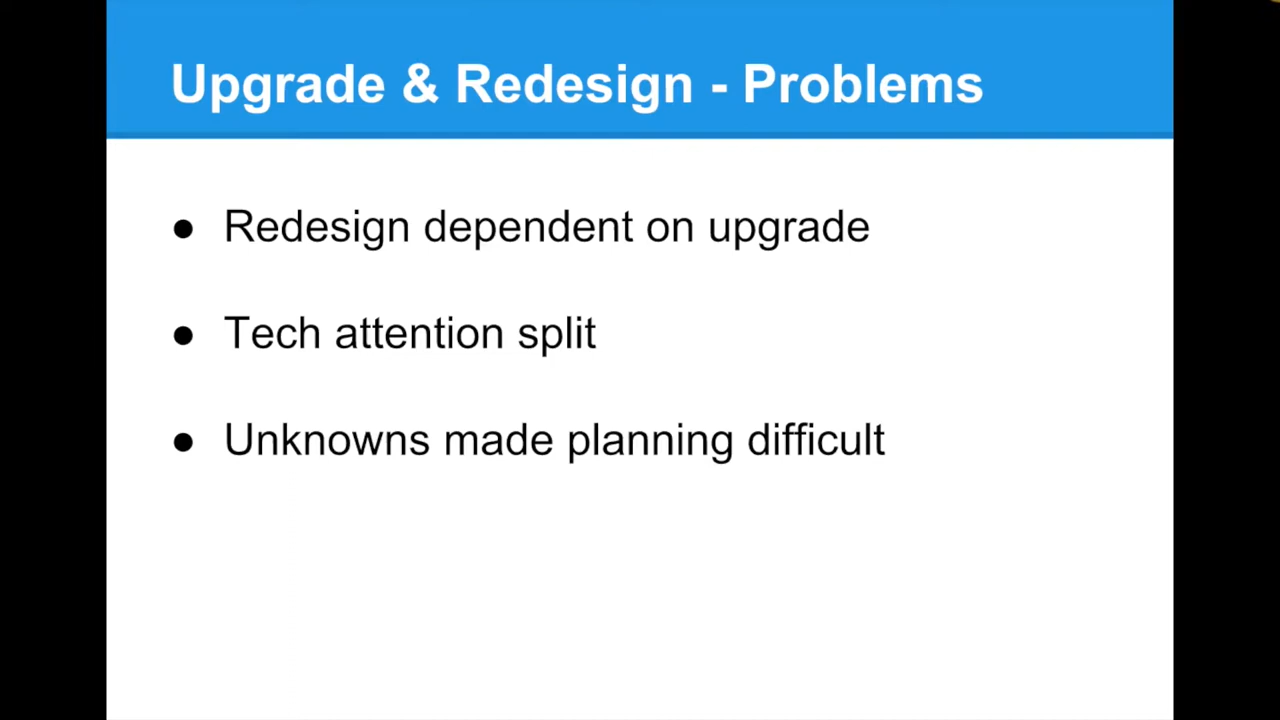 Upgrade & Redesign - Problems
● Redesign dependent on upgrade
● Tech attention split
● Unknowns made planning difficult